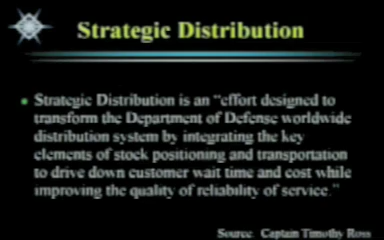 Strategic Distribution
• Strategic Distribution is an “effort designed to
transform the Department of Defense worldwide
distribution system by integrating the key
elements of stock positioning and transportation
to drive down customer wait time and cost while
improving the quality of reliability of service.”
Source: Captain Timothy Ross